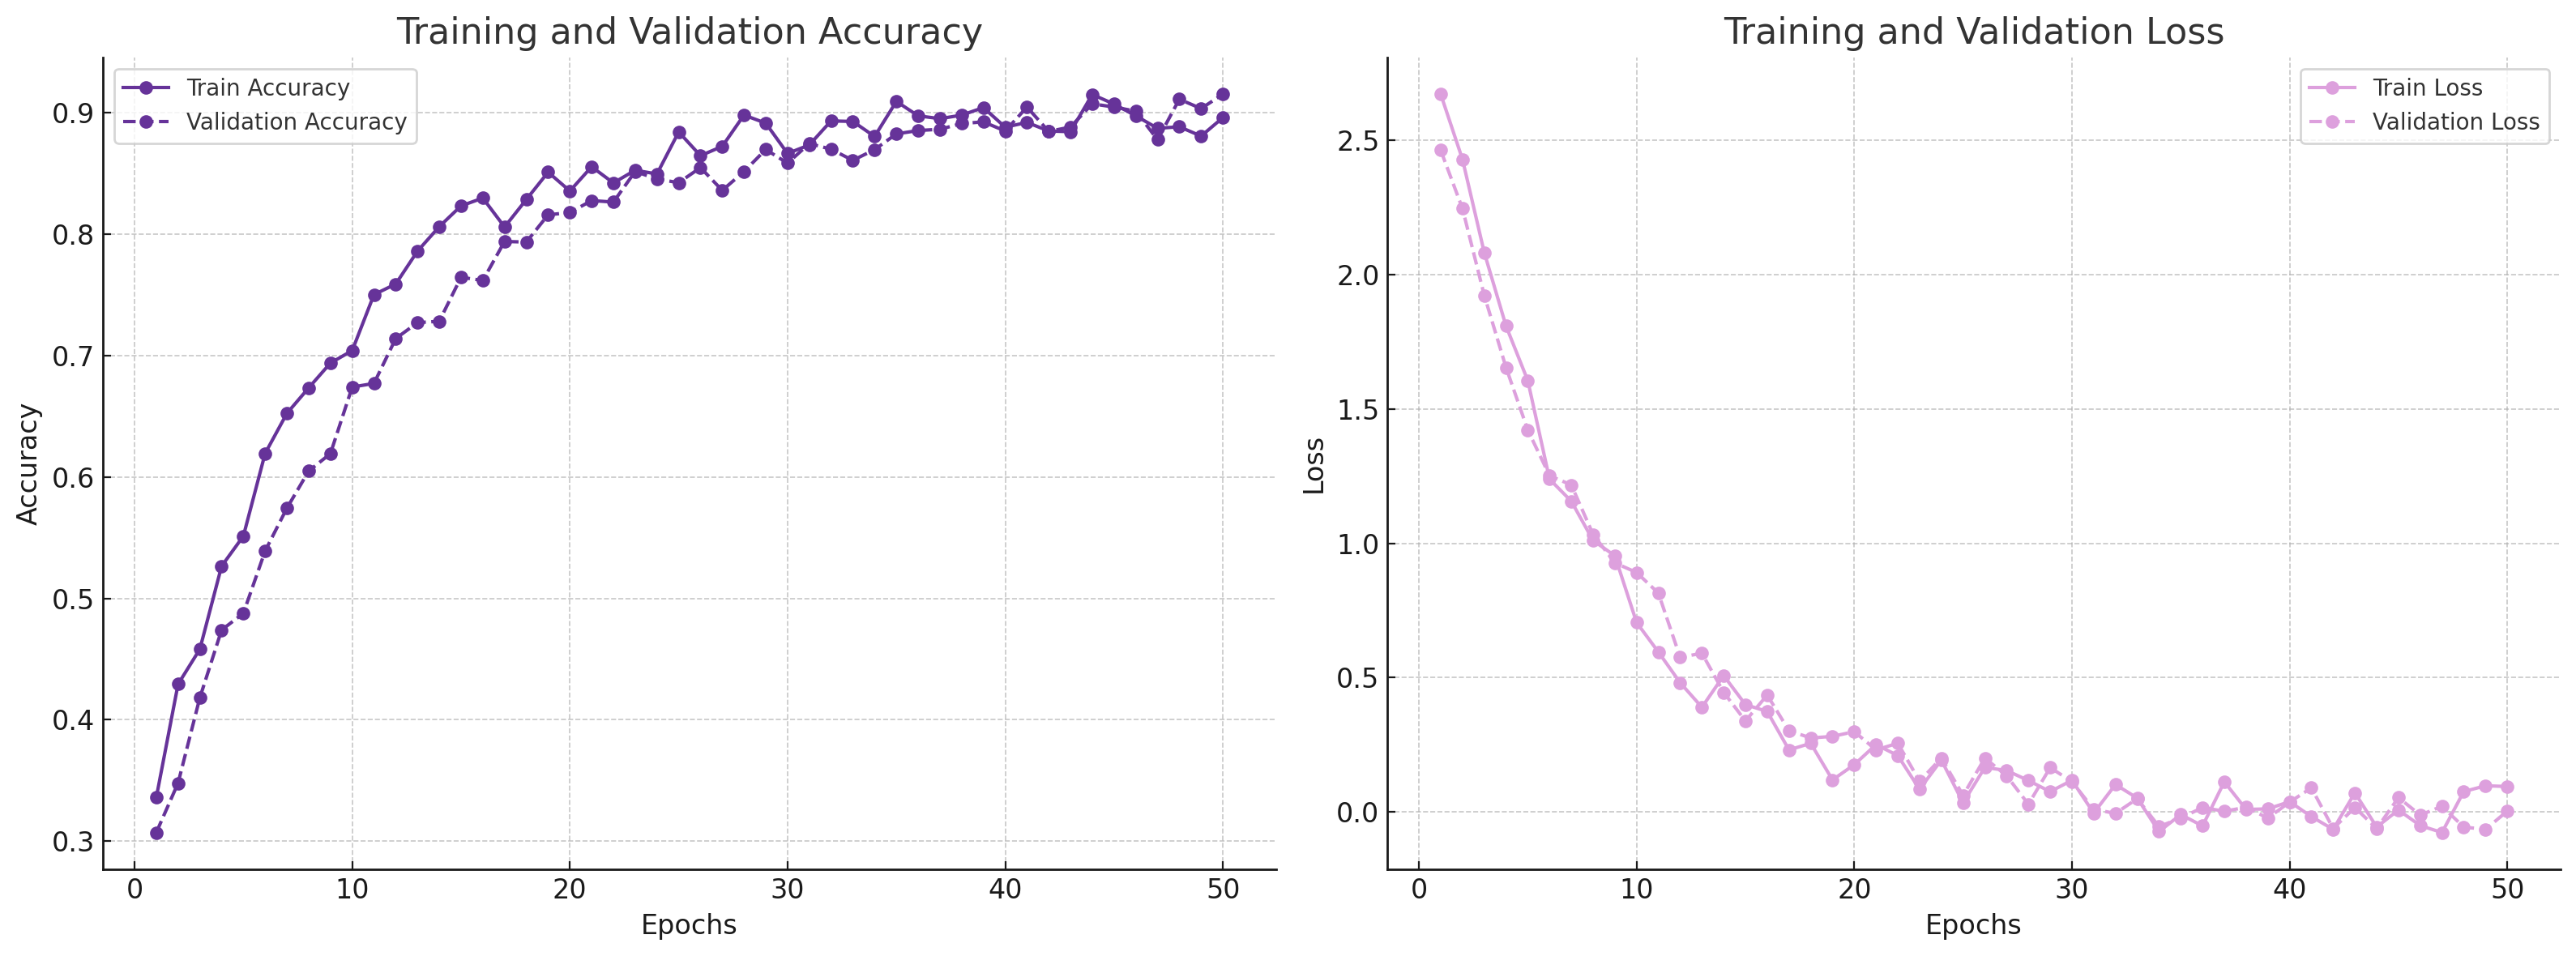 Training and Validation Accuracy
Train Accuracy
Validation Accuracy
0.9
0.8
0.7
0.6
0.5
0.4
0.3
Accuracy
0 10 20 30 40 50
Epochs
Training and Validation Loss
Train Loss
Validation Loss
2.5
2.0
1.5
1.0
0.5
0.0
Loss
0 10 20 30 40 50
Epochs